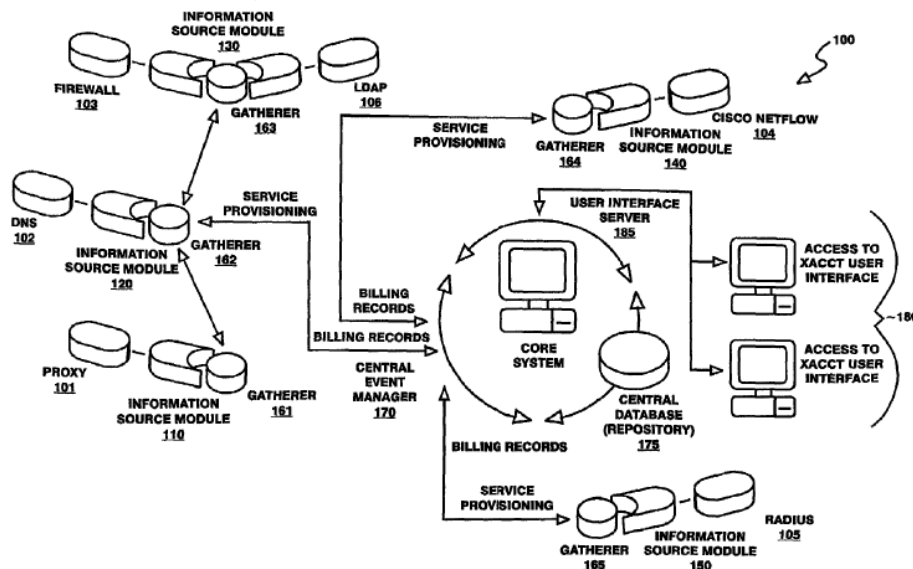 INFORMATION
SOURCE MODULE
130
FIREWALL
103
GATHERER
163
LDAP
106
100
SERVICE
PROVISIONING
GATHERER
164
INFORMATION
SOURCE MODULE
140
CISCO NETFLOW
104
DNS
102
INFORMATION
SOURCE MODULE
120
GATHERER
162
SERVICE
PROVISIONING
USER INTERFACE
SERVER
185
ACCESS TO
XACCT USER
INTERFACE
~180
BILLING
RECORDS
BILLING RECORDS
CORE
SYSTEM
PROXY
101
INFORMATION
SOURCE MODULE
110
GATHERER
161
CENTRAL
EVENT
MANAGER
170
CENTRAL
DATABASE
(REPOSITORY)
175
ACCESS TO
XACCT USER
INTERFACE
BILLING RECORDS
SERVICE
PROVISIONING
GATHERER
165
INFORMATION
SOURCE MODULE
150
RADIUS
105